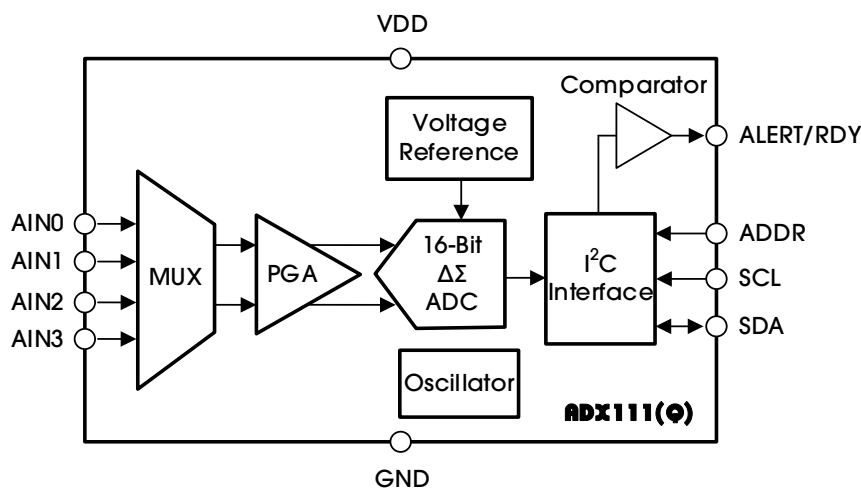 VDD
Comparator
Voltage
Reference
ALERT/RDY
AIN0
AIN1
AIN2
AIN3
MUX
PGA
16-Bit
ΔΣ
ADC
I²C
Interface
ADDR
SCL
SDA
Oscillator
ADX111(Q)
GND